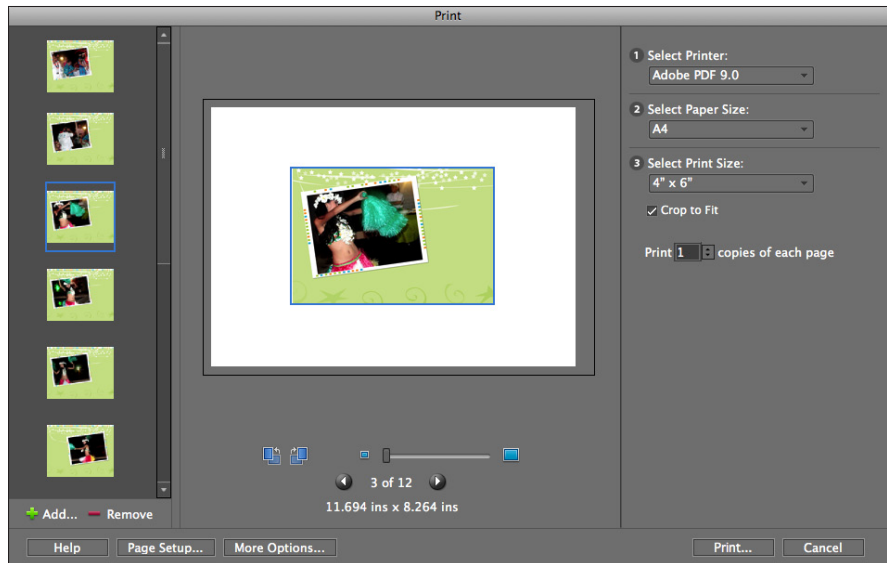 Print
1 Select Printer:
Adobe PDF 9.0
2 Select Paper Size:
A4
3 Select Print Size:
4" x 6"
Crop to Fit
Print 1 copies of each page
3 of 12
11.694 ins x 8.264 ins
Add... Remove
Help Page Setup... More Options... Print... Cancel